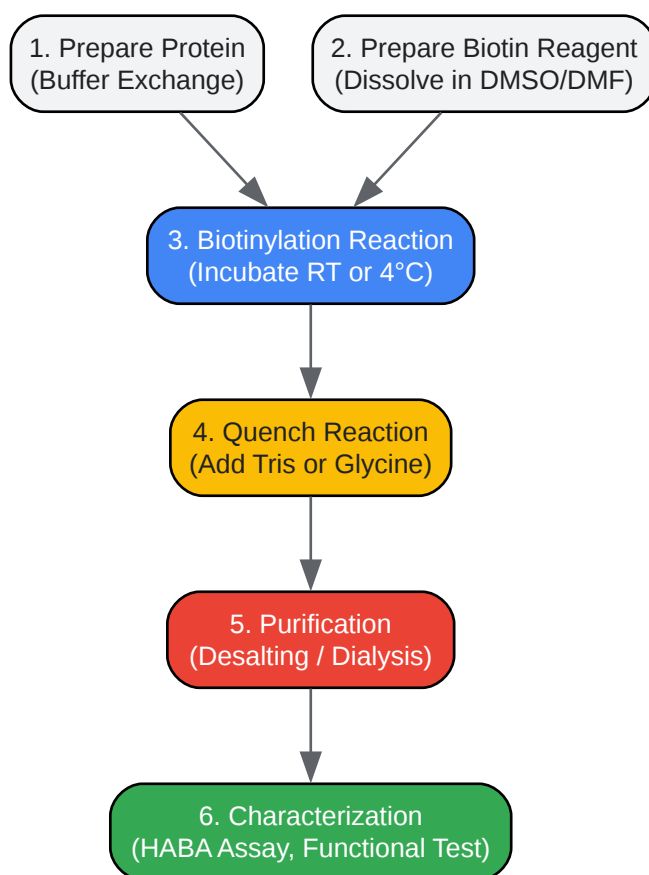 1. Prepare Protein
(Buffer Exchange)
2. Prepare Biotin Reagent
(Dissolve in DMSO/DMF)
3. Biotinylation Reaction
(Incubate RT or 4°C)
4. Quench Reaction
(Add Tris or Glycine)
5. Purification
(Desalting / Dialysis)
6. Characterization
(HABA Assay, Functional Test)